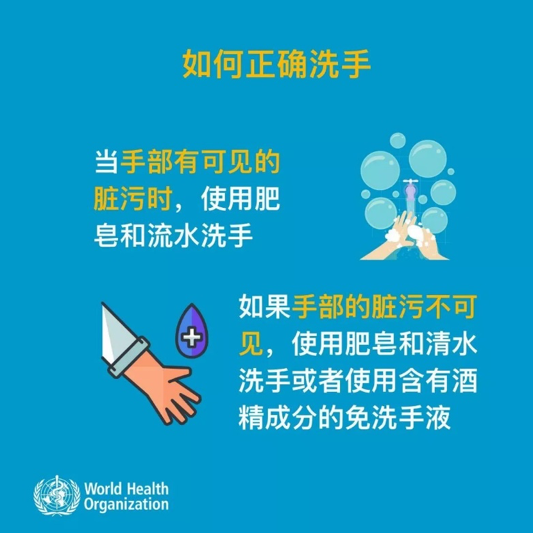 如何正确洗手
当手部有可见的
脏污时，使用肥
皂和流水洗手
如果手部的脏污不可
见，使用肥皂和清水
洗手或者使用含有酒
精成分的免洗手液
World Health
Organization